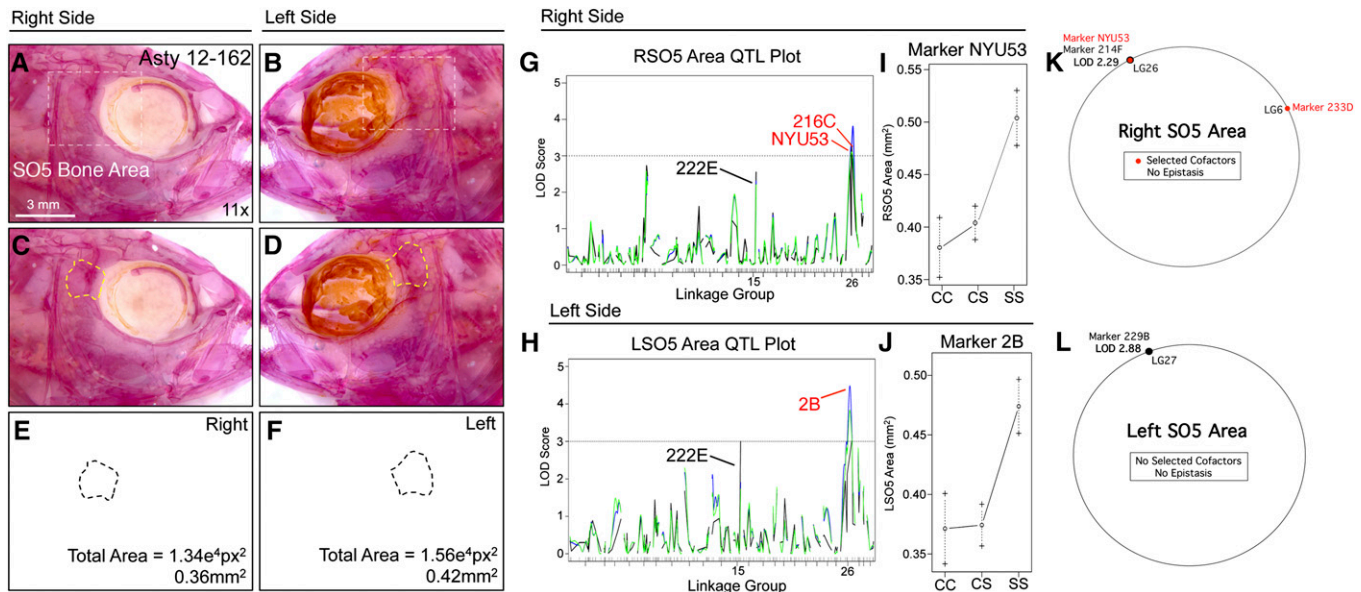 Right Side
Left Side
A
Asty 12-162
SO5 Bone Area
3 mm
11x
B
C
D
E
Right
Total Area = 1.34e⁴px²
0.36mm²
F
Left
Total Area = 1.56e⁴px²
0.42mm²
Right Side
G
RSO5 Area QTL Plot
LOD Score
5
4
3
2
1
0
216C
NYU53
222E
15
26
Linkage Group
I
Marker NYU53
RSO5 Area (mm²)
0.55
0.50
0.45
0.40
0.35
CC
CS
SS
Left Side
H
LSO5 Area QTL Plot
LOD Score
5
4
3
2
1
0
2B
222E
15
26
Linkage Group
J
Marker 2B
LSO5 Area (mm²)
0.50
0.45
0.40
0.35
CC
CS
SS
K
Marker NYU53
Marker 214F
LOD 2.29
LG26
LG6
Marker 233D
Right SO5 Area
Selected Cofactors
No Epistasis
L
Marker 229B
LOD 2.88
LG27
Left SO5 Area
No Selected Cofactors
No Epistasis